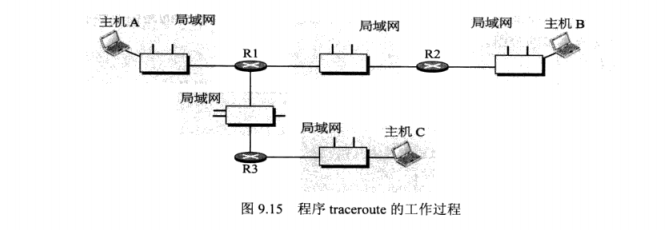 局域网 局域网 主机 B
主机 A
R1 R2
局域网
局域网
局域网
主机 C
R3
图 9.15 程序 traceroute 的工作过程